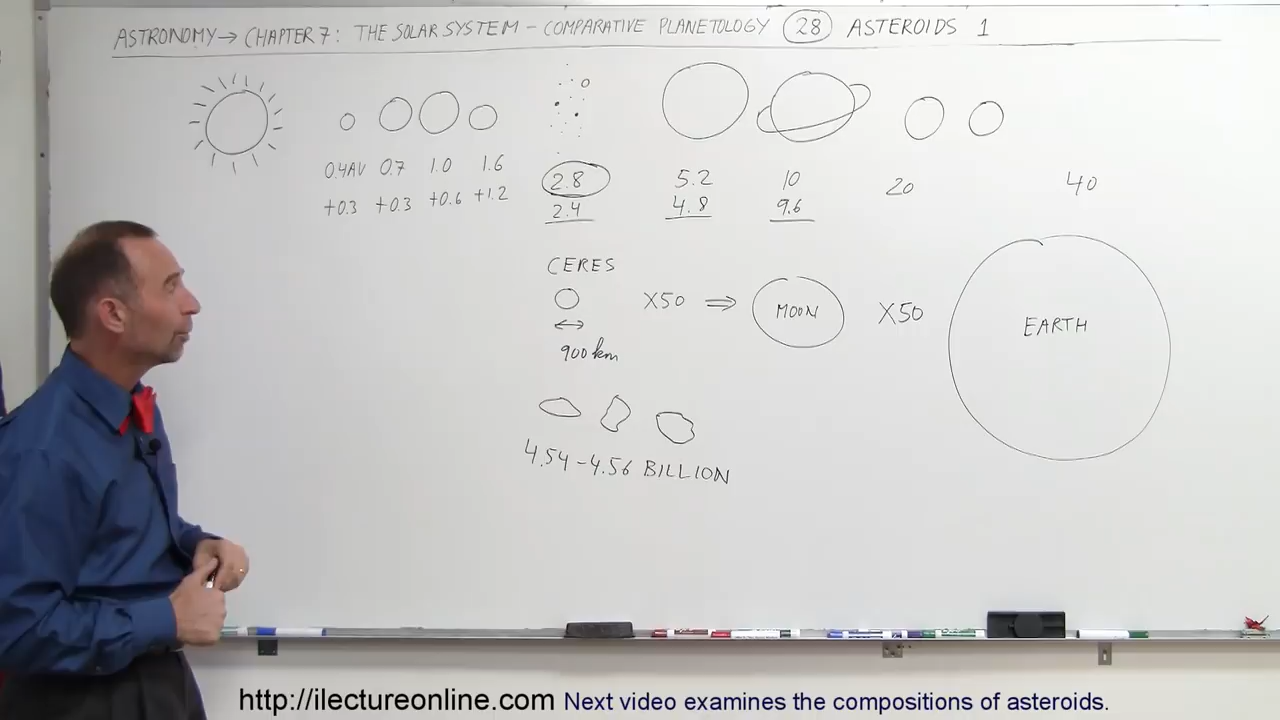 ASTRONOMY → CHAPTER 7: THE SOLAR SYSTEM – COMPARATIVE PLANETOLOGY 28 ASTEROIDS 1
0.4AU 0.7 1.0 1.6 2.8 5.2 10 20 40
+0.3 +0.3 +0.6 +1.2 2.4 4.8 9.6
CERES
X50 ⇒ MOON X50 EARTH
↔
900 km
4.54 – 4.56 BILLION
http://ilectureonline.com Next video examines the compositions of asteroids.